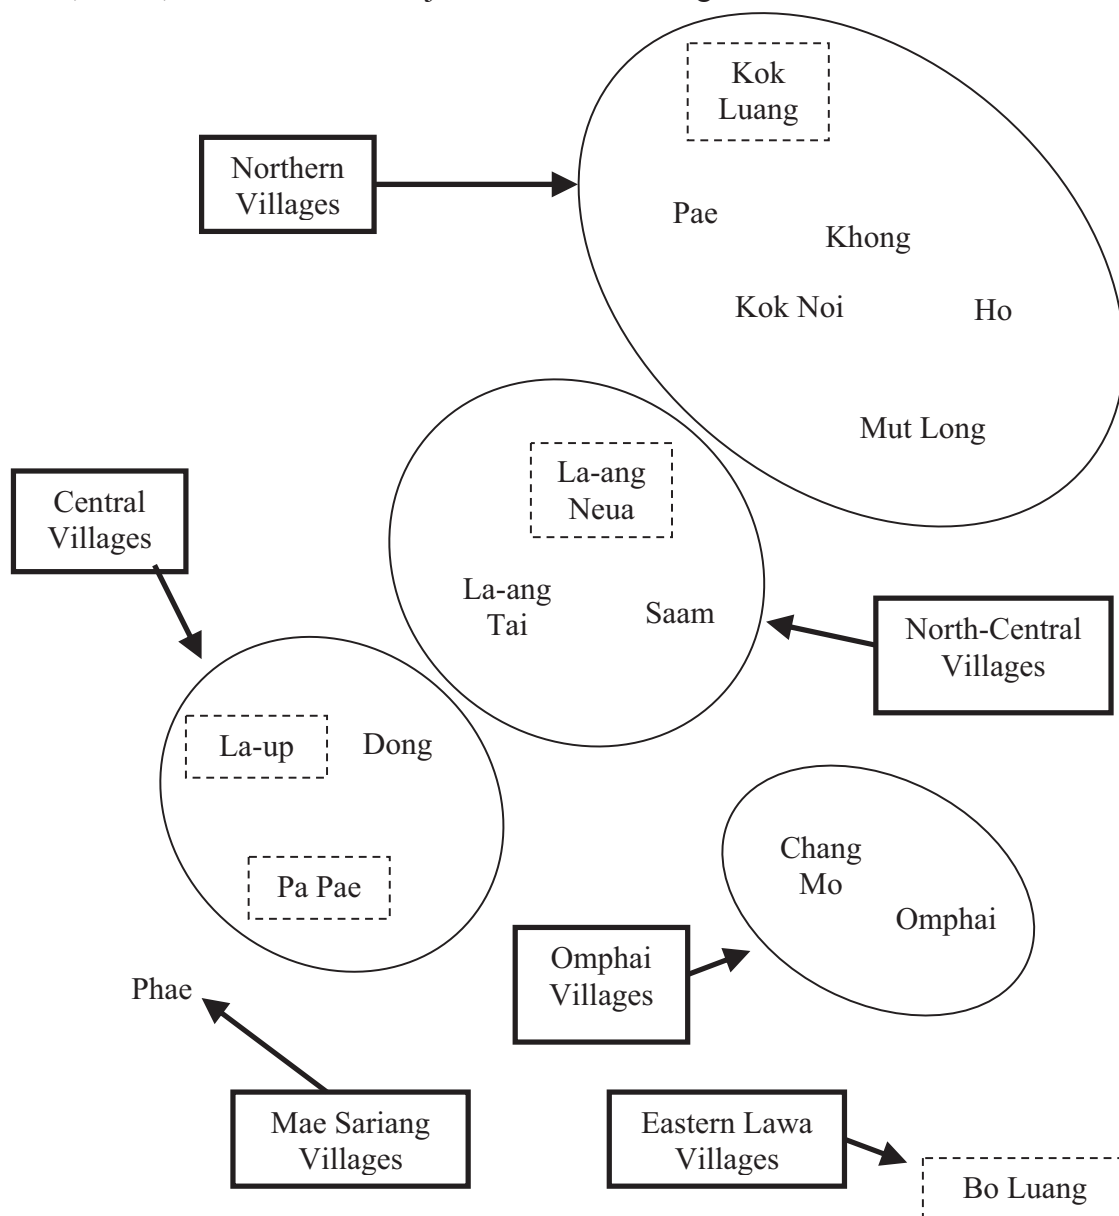 Kok
Luang
Northern
Villages
Pae
Khong
Kok Noi
Ho
Mut Long
La-ang
Neua
Central
Villages
La-ang
Tai
Saam
North-Central
Villages
La-up
Dong
Chang
Mo
Pa Pae
Omphai
Omphai
Villages
Phae
Mae Sariang
Villages
Eastern Lawa
Villages
Bo Luang